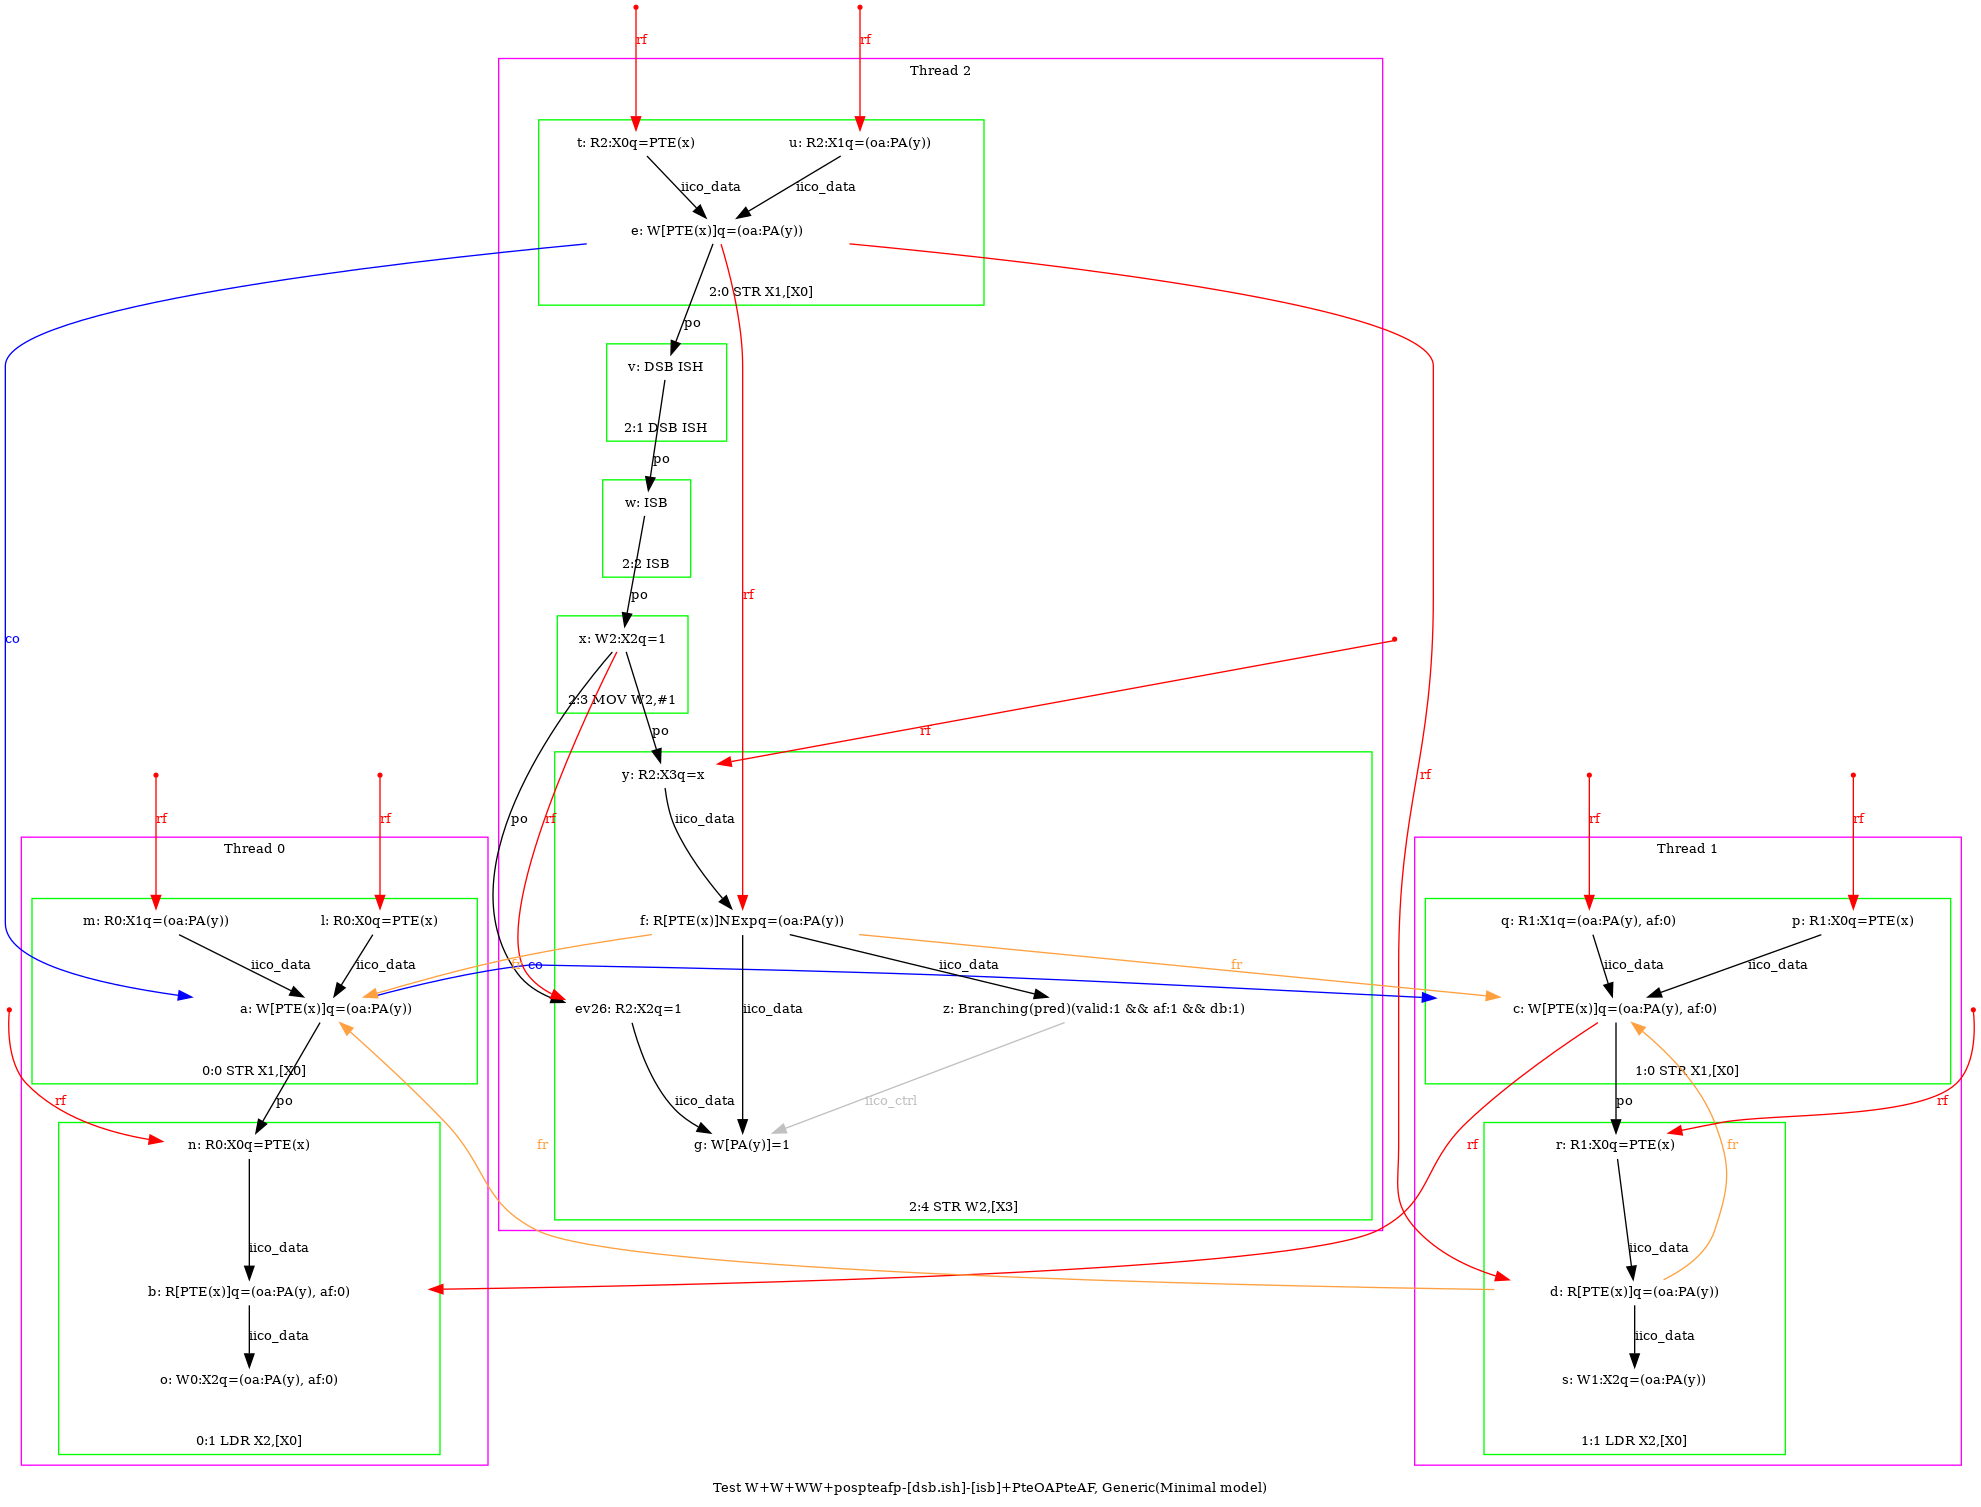 rf
rf
Thread 2
t: R2:X0q=PTE(x)
u: R2:X1q=(oa:PA(y))
iico_data
iico_data
e: W[PTE(x)]q=(oa:PA(y))
2:0 STR X1,[X0]
po
v: DSB ISH
2:1 DSB ISH
po
w: ISB
2:2 ISB
po
rf
co
x: W2:X2q=1
2:3 MOV W2,#1
po
rf
y: R2:X3q=x
rf
po
rf
iico_data
rf
rf
rf
rf
Thread 0
Thread 1
m: R0:X1q=(oa:PA(y))
l: R0:X0q=PTE(x)
f: R[PTE(x)]NExpq=(oa:PA(y))
q: R1:X1q=(oa:PA(y), af:0)
p: R1:X0q=PTE(x)
iico_data
iico_data
fr
co
iico_data
fr
iico_data
iico_data
a: W[PTE(x)]q=(oa:PA(y))
ev26: R2:X2q=1
iico_data
z: Branching(pred)(valid:1 && af:1 && db:1)
c: W[PTE(x)]q=(oa:PA(y), af:0)
0:0 STR X1,[X0]
1:0 STR X1,[X0]
rf
po
iico_data
iico_ctrl
po
rf
n: R0:X0q=PTE(x)
fr
g: W[PA(y)]=1
rf
r: R1:X0q=PTE(x)
fr
2:4 STR W2,[X3]
iico_data
iico_data
b: R[PTE(x)]q=(oa:PA(y), af:0)
d: R[PTE(x)]q=(oa:PA(y))
iico_data
iico_data
o: W0:X2q=(oa:PA(y), af:0)
s: W1:X2q=(oa:PA(y))
0:1 LDR X2,[X0]
1:1 LDR X2,[X0]
Test W+W+WW+pospteafp-[dsb.ish]-[isb]+PteOAPteAF, Generic(Minimal model)